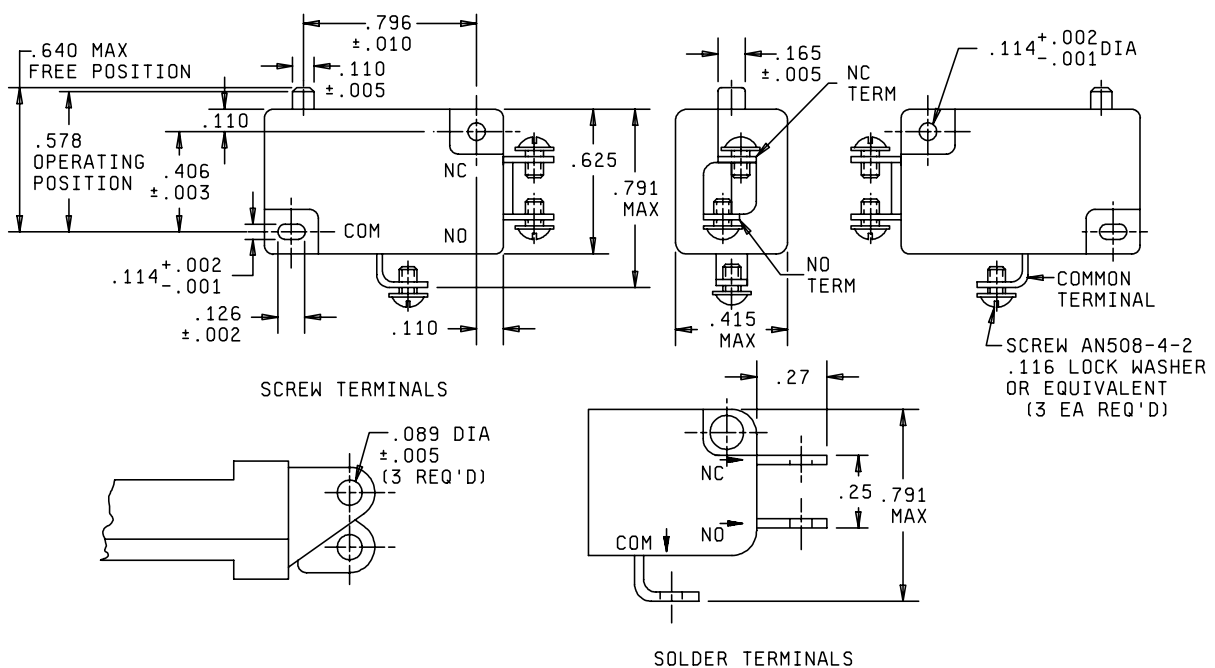 .796
±.010
.640 MAX
FREE POSITION
.110
±.005
.165
±.005
NC
TERM
.114 +.002 DIA
-.001
.110
.578
OPERATING
POSITION
.406
±.003
NC
.625
.791
MAX
COM
NO
.114 +.002
-.001
NO
TERM
COMMON
TERMINAL
.126
±.002
.110
.415
MAX
SCREW AN508-4-2
.116 LOCK WASHER
OR EQUIVALENT
(3 EA REQ'D)
SCREW TERMINALS
.27
.089 DIA
±.005
(3 REQ'D)
NC
.25
.791
MAX
NO
COM
SOLDER TERMINALS